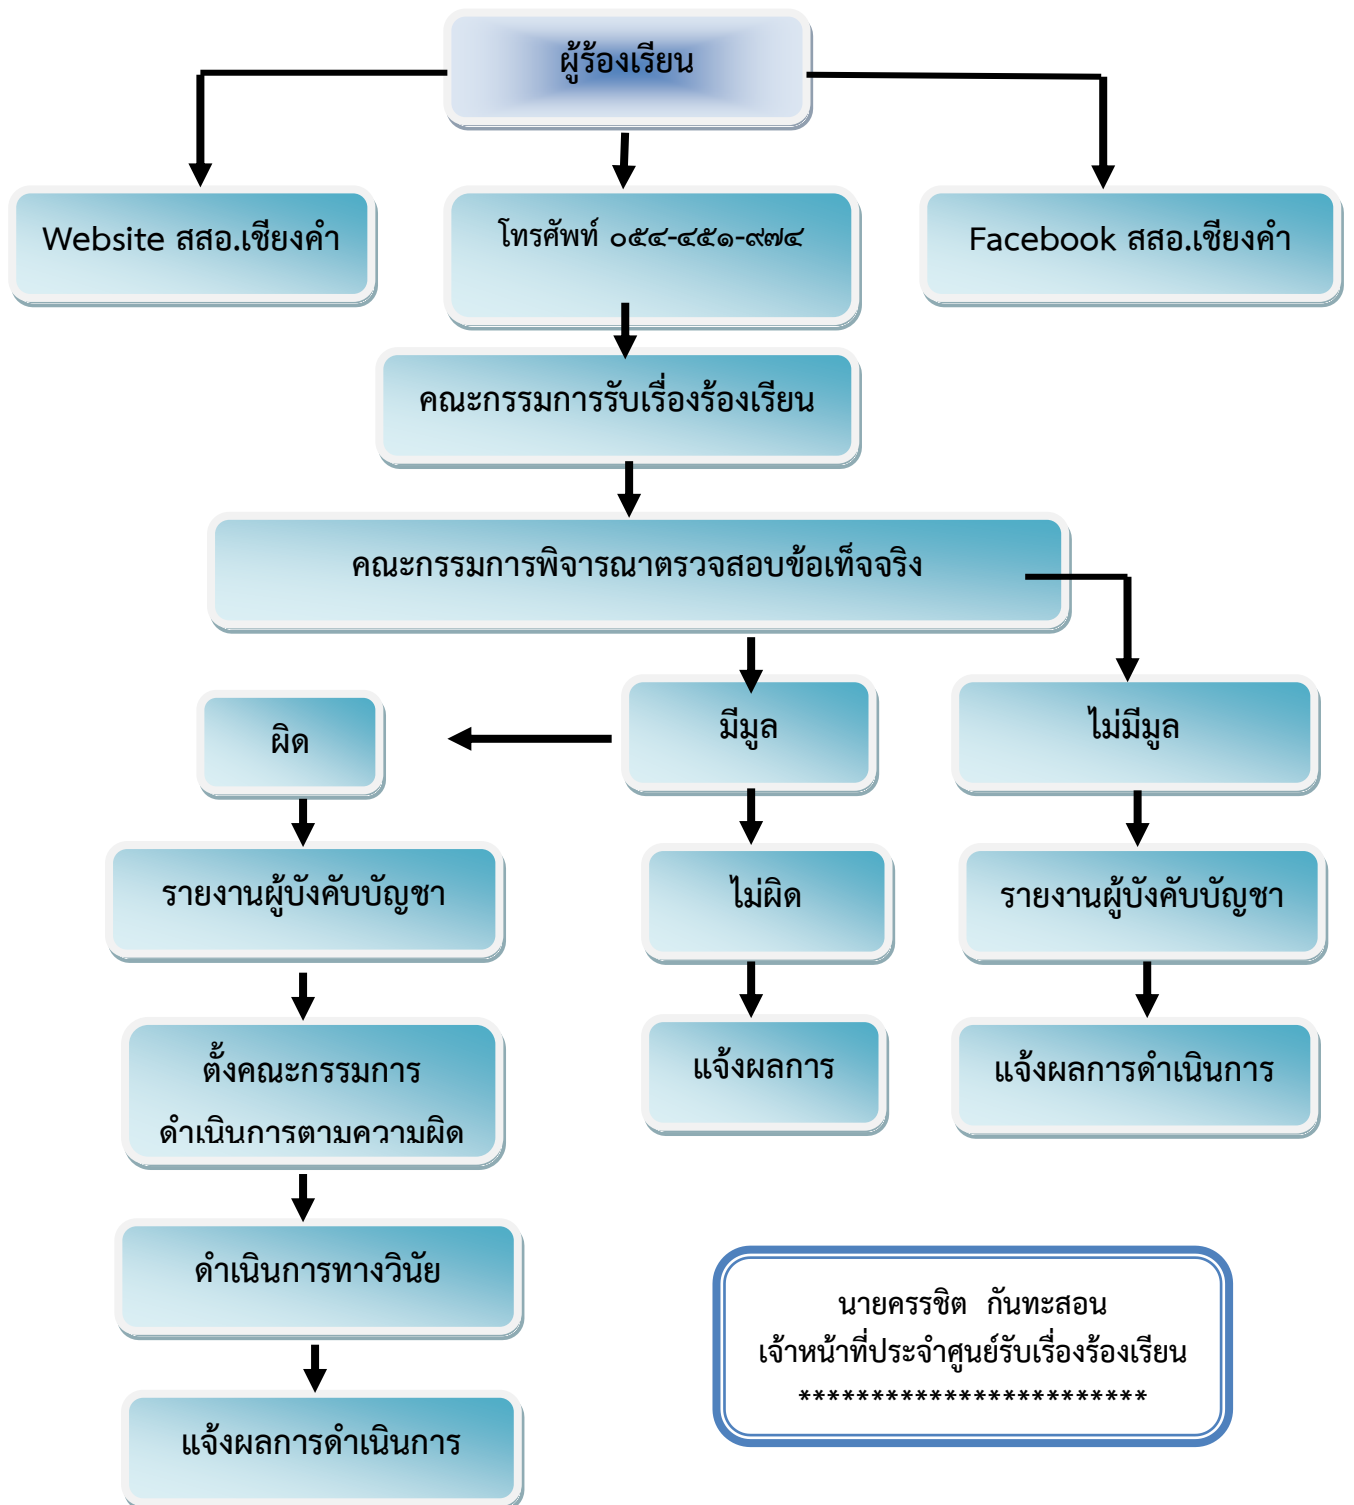 ผู้ร้องเรียน
Website สสอ.เชียงคำ
โทรศัพท์ ๐๕๔-๔๕๑-๙๗๔
Facebook สสอ.เชียงคำ
คณะกรรมการรับเรื่องร้องเรียน
คณะกรรมการพิจารณาตรวจสอบข้อเท็จจริง
ผิด
มีมูล
ไม่มีมูล
รายงานผู้บังคับบัญชา
ไม่ผิด
รายงานผู้บังคับบัญชา
ตั้งคณะกรรมการ
ดำเนินการตามความผิด
แจ้งผลการ
แจ้งผลการดำเนินการ
ดำเนินการทางวินัย
แจ้งผลการดำเนินการ
นายครรชิต กันทะสอน
เจ้าหน้าที่ประจำศูนย์รับเรื่องร้องเรียน
************************